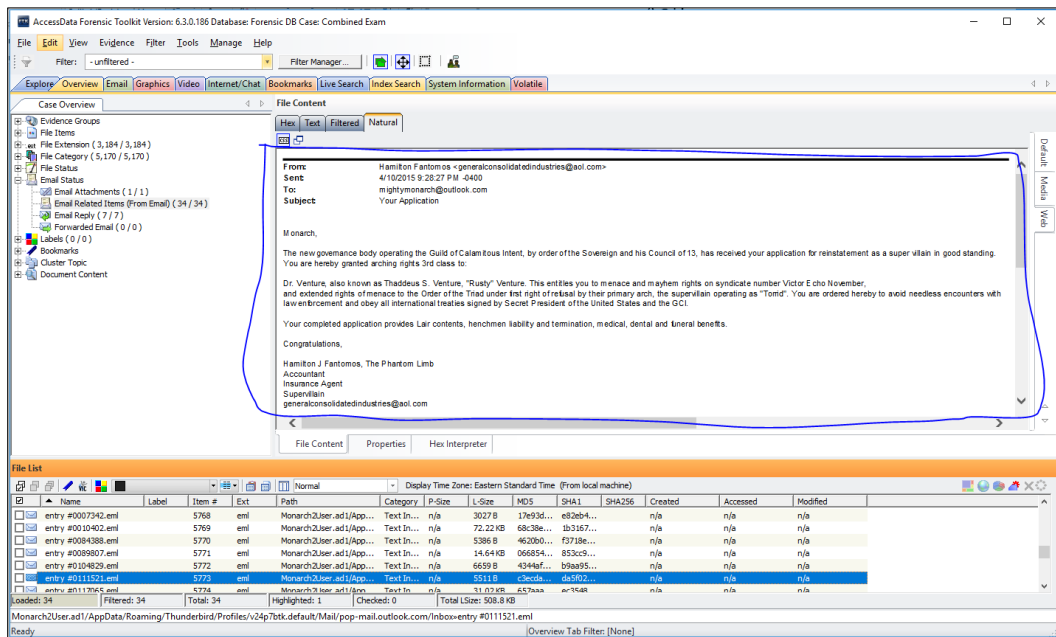 AccessData Forensic Toolkit Version: 6.3.0.186 Database: Forensic DB Case: Combined Exam
File Edit View Evidence Filter Tools Manage Help
Filter: - unfiltered - Filter Manager...
Explore Overview Email Graphics Video Internet/Chat Bookmarks Live Search Index Search System Information Volatile
Case Overview
Evidence Groups
File Items
File Extension ( 3,184 / 3,184 )
File Category ( 5,170 / 5,170 )
File Status
Email Status
Email Attachments ( 1 / 1 )
Email Related Items (From Email) ( 34 / 34 )
Email Reply ( 7 / 7 )
Forwarded Email ( 0 / 0 )
Labels ( 0 / 0 )
Bookmarks
Cluster Topic
Document Content
File Content
Hex Text Filtered Natural
From: Hamilton Fantomos <generalconsolidatedindustries@aol.com>
Sent: 4/10/2015 9:28:27 PM -0400
To: mightymonarch@outlook.com
Subject: Your Application
Monarch,
The new governance body operating the Guild of Calamitous Intent, by order of the Sovereign and his Council of 13, has received your application for reinstatement as a super villain in good standing.
You are hereby granted arching rights 3rd class to:
Dr. Venture, also known as Thaddeus S. Venture, "Rusty" Venture. This entitles you to menace and mayhem rights on syndicate number Victor Echo November,
and extended rights of menace to the Order of the Triad under first right of refusal by their primary arch, the supervillain operating as "Torrid". You are ordered hereby to avoid needless encounters with
law enforcement and obey all international treaties signed by Secret President of the United States and the GCI.
Your completed application provides Lair contents, henchmen liability and termination, medical, dental and funeral benefits.
Congratulations,
Hamilton J Fantomos, The Phantom Limb
Accountant
Insurance Agent
Supervillain
generalconsolidatedindustries@aol.com
Default
Media
Web
File Content Properties Hex Interpreter
File List
Normal Display Time Zone: Eastern Standard Time (From local machine)
Name Label Item # Ext Path Category P-Size L-Size MD5 SHA1 SHA256 Created Accessed Modified
entry #0007342.eml 5768 eml Monarch2User.ad1/App... Text In... n/a 3027 B 17e93d... e82eb4... n/a n/a n/a
entry #0010402.eml 5769 eml Monarch2User.ad1/App... Text In... n/a 72.22 KB 68c38e... 1b3167... n/a n/a n/a
entry #0084388.eml 5770 eml Monarch2User.ad1/App... Text In... n/a 5386 B 4620b0... f3718e... n/a n/a n/a
entry #0089807.eml 5771 eml Monarch2User.ad1/App... Text In... n/a 14.64 KB 066854... 853cc9... n/a n/a n/a
entry #0104829.eml 5772 eml Monarch2User.ad1/App... Text In... n/a 6659 B 4344af... b9aa95... n/a n/a n/a
entry #0111521.eml 5773 eml Monarch2User.ad1/App... Text In... n/a 5511 B c3ecda... da5f02... n/a n/a n/a
entry #0117065.eml 5774 eml Monarch2User.ad1/App... Text In... n/a 31.02 KB 657aaa... ec3548... n/a n/a n/a
Loaded: 34 Filtered: 34 Total: 34 Highlighted: 1 Checked: 0 Total LSize: 508.8 KB
Monarch2User.ad1/AppData/Roaming/Thunderbird/Profiles/v24p7btk.default/Mail/pop-mail.outlook.com/Inbox»entry #0111521.eml
Ready Overview Tab Filter: [None]